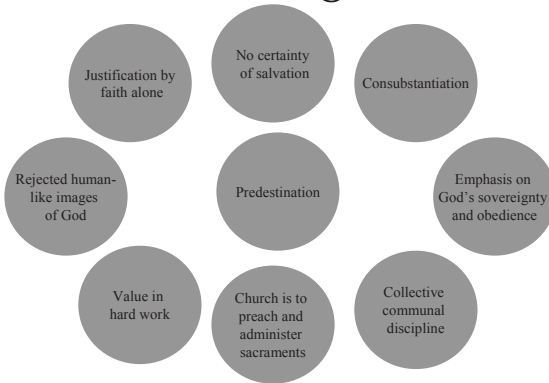 No certainty
of salvation
Justification by
faith alone
Consubstantiation
Rejected human-
like images
of God
Predestination
Emphasis on
God's sovereignty
and obedience
Value in
hard work
Church is to
preach and
administer
sacraments
Collective
communal
discipline